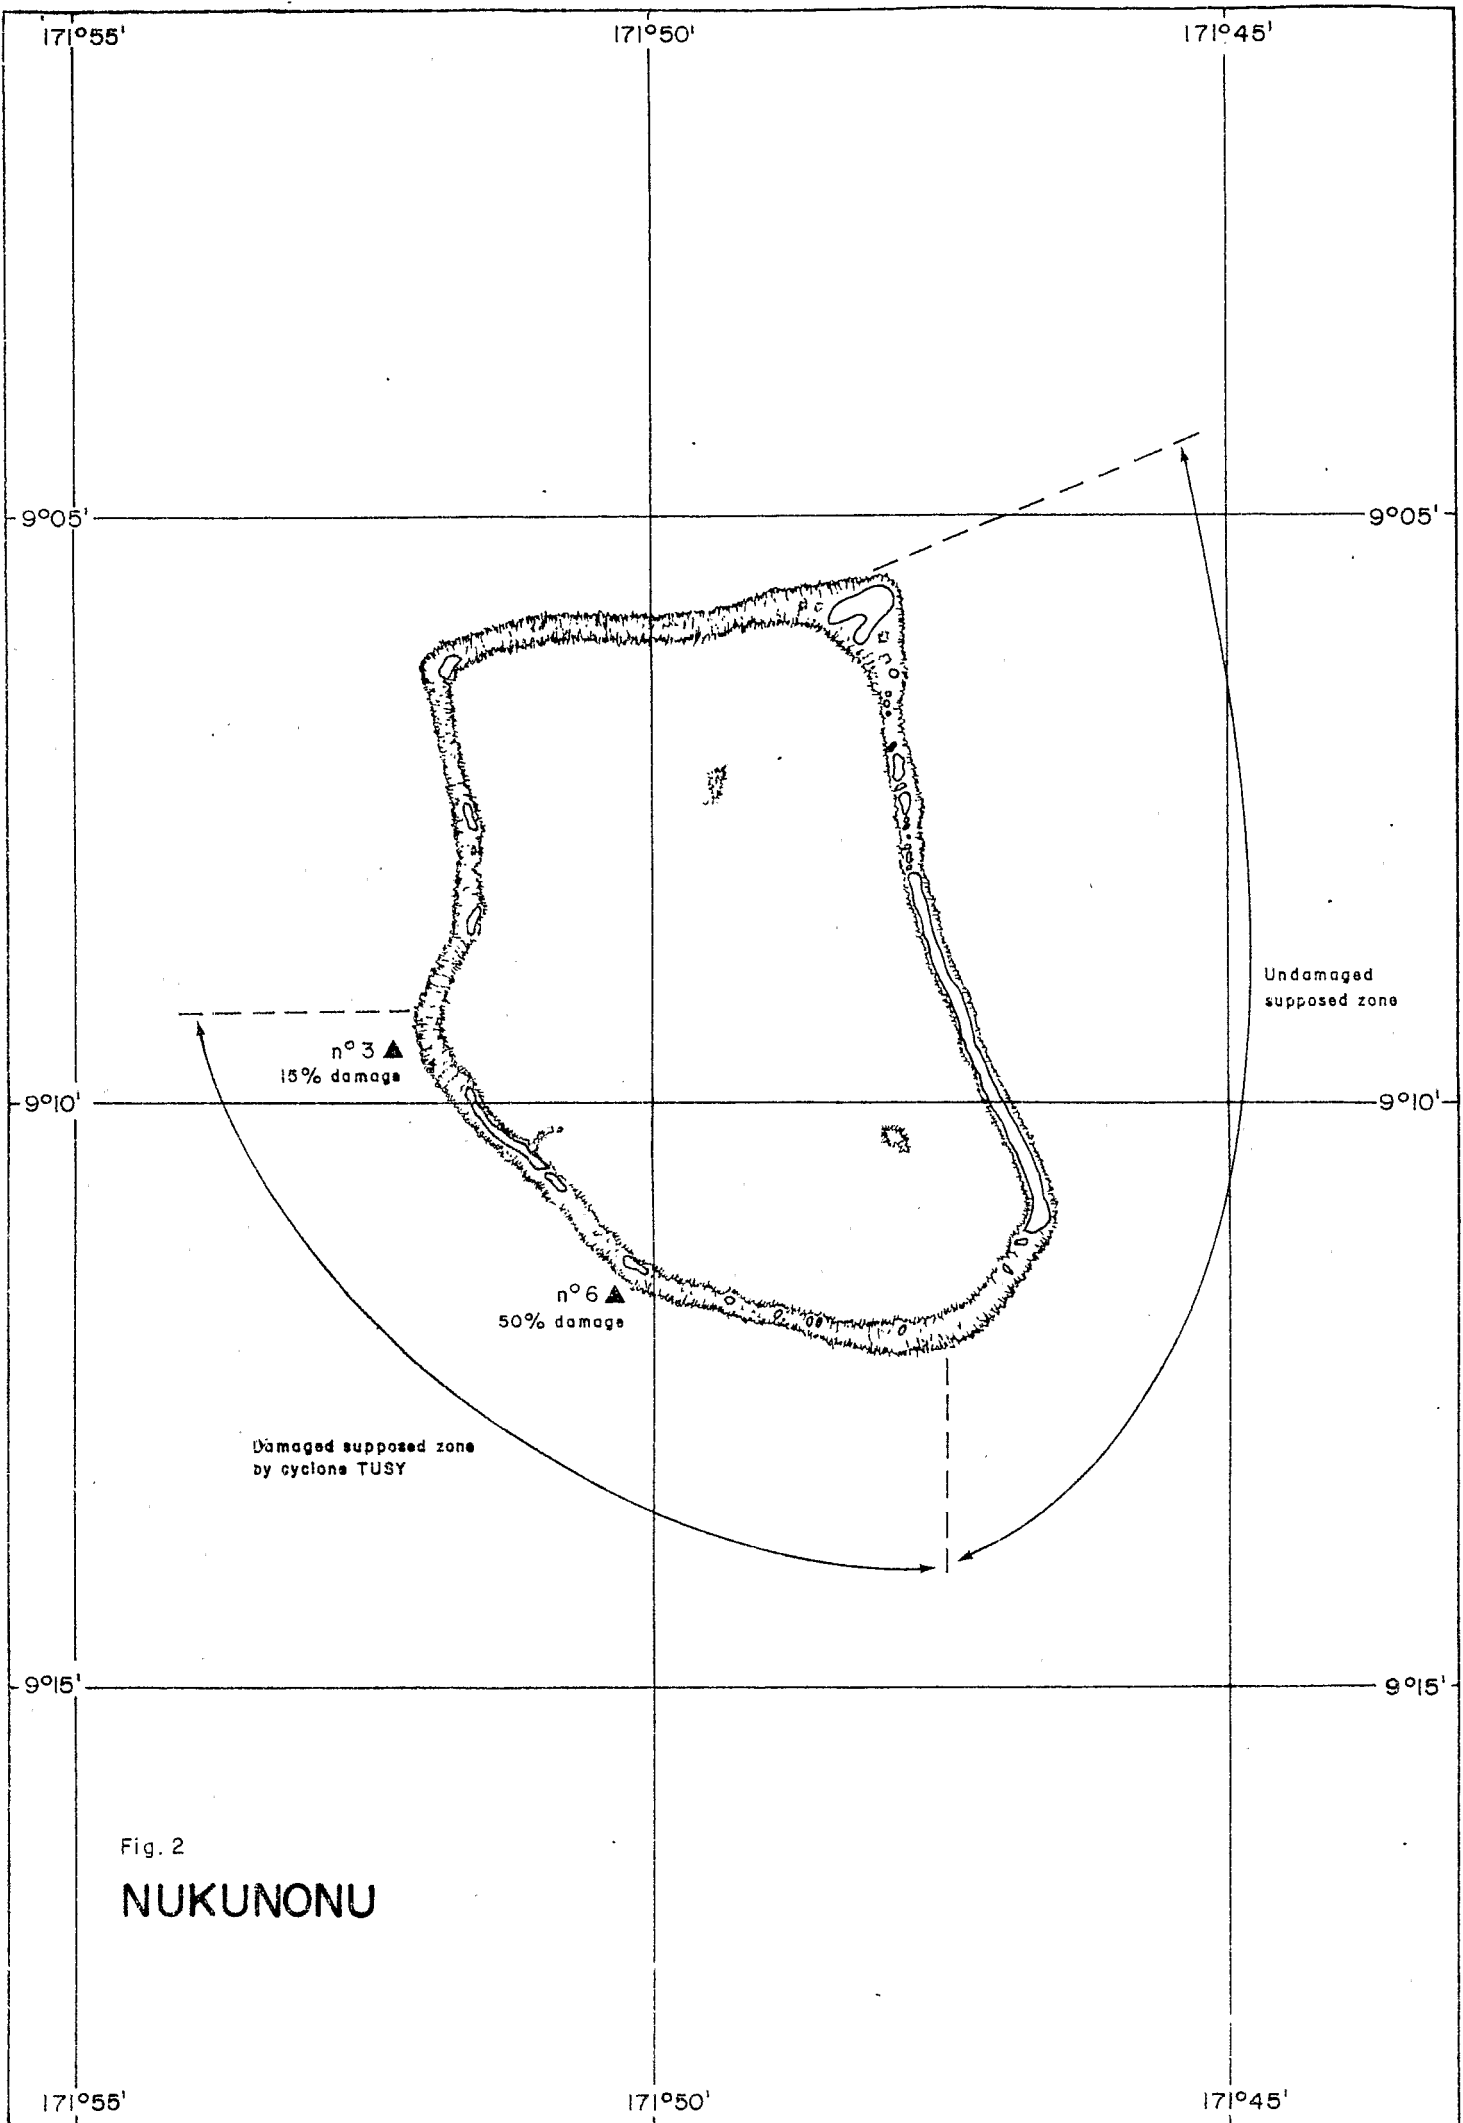 171°55' 171°50' 171°45'
9°05' 9°05'
Undamaged
supposed zone
n° 3
15% damage
9°10' 9°10'
n° 6
50% damage
Damaged supposed zone
by cyclone TUSY
9°15' 9°15'
Fig. 2
NUKUNONU
171°55' 171°50' 171°45'